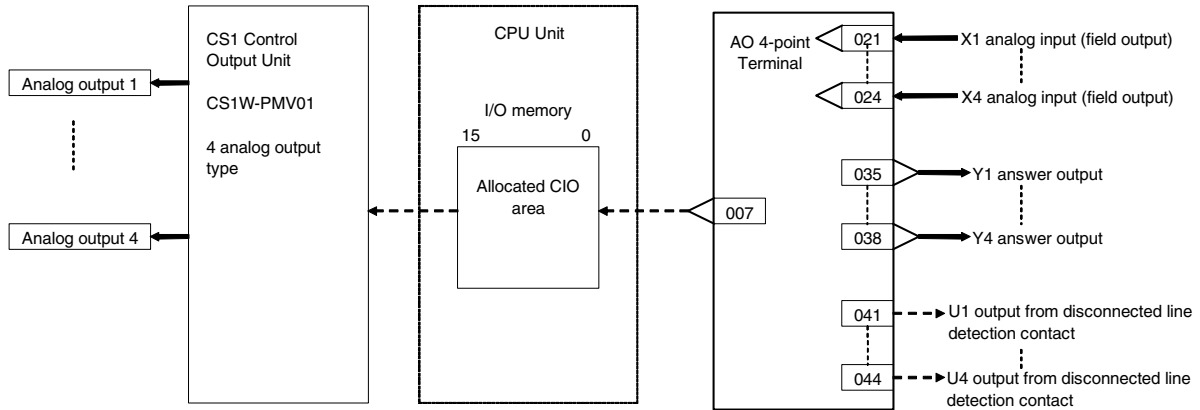 CS1 Control
Output Unit
CS1W-PMV01
4 analog output
type
Analog output 1
Analog output 4
CPU Unit
I/O memory
15 0
Allocated CIO
area
AO 4-point
Terminal
007
021
X1 analog input (field output)
024
X4 analog input (field output)
035
Y1 answer output
038
Y4 answer output
041
U1 output from disconnected line
detection contact
044
U4 output from disconnected line
detection contact